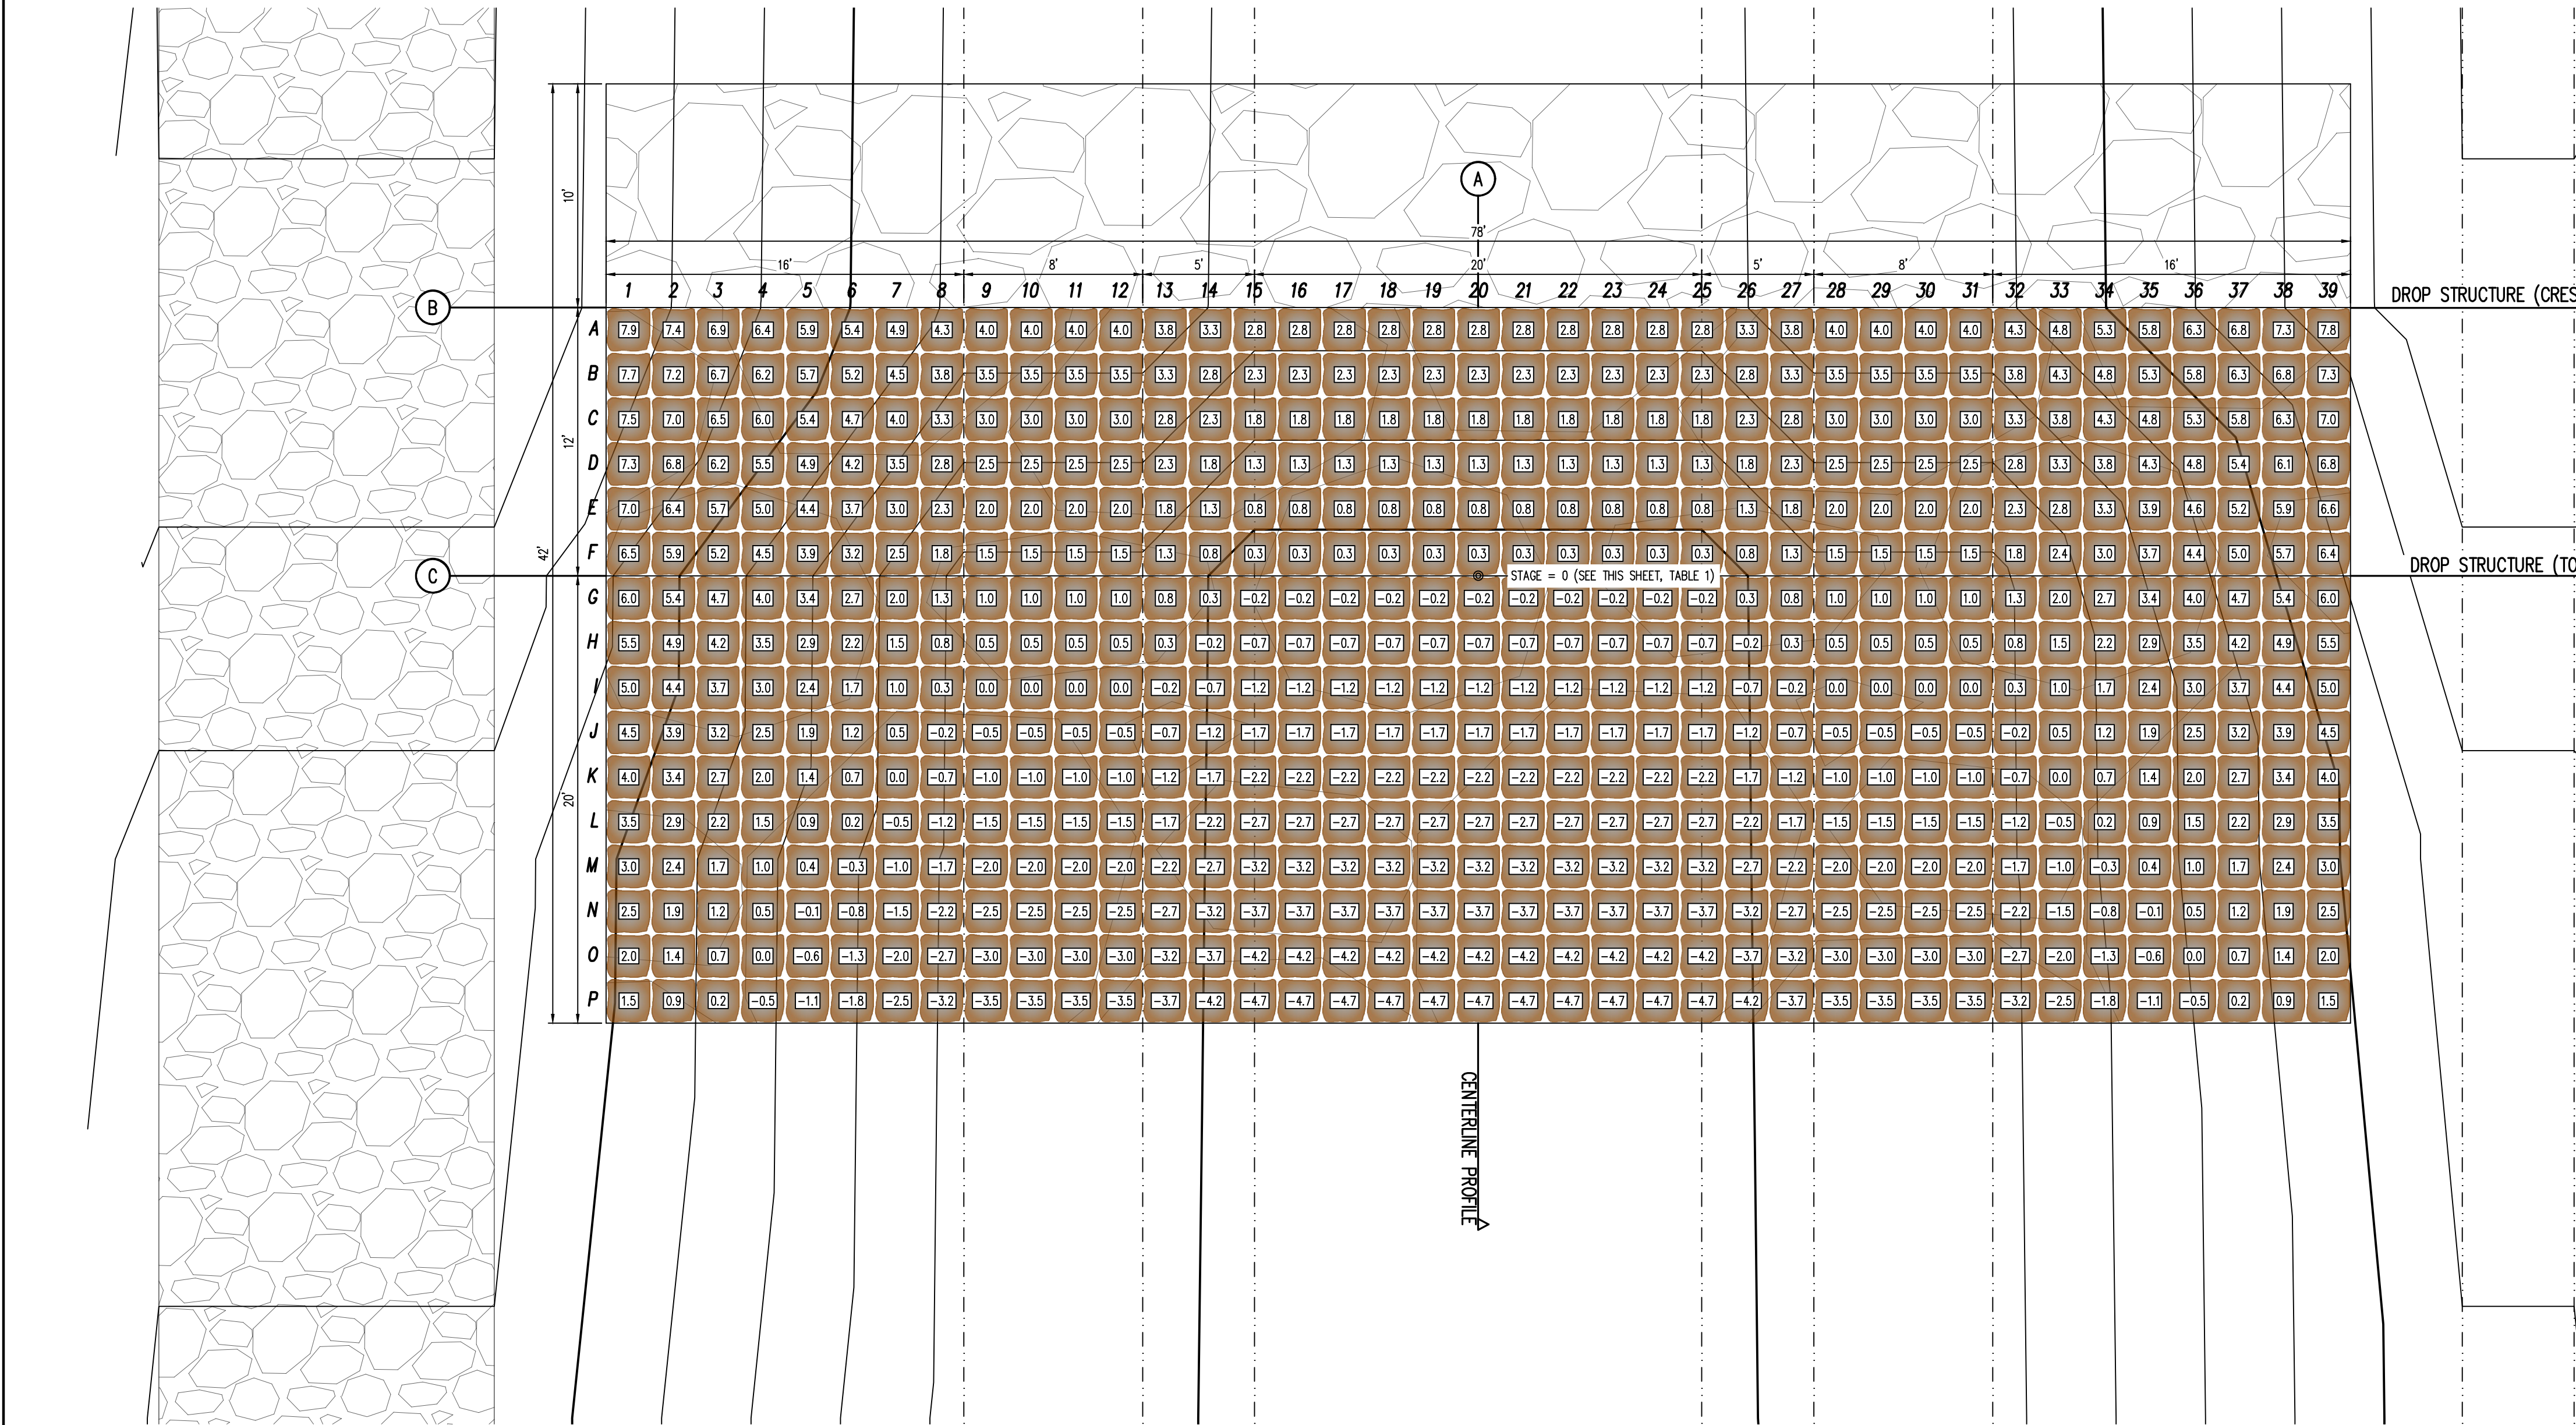 A
10'
78'
16' 8' 5' 20' 5' 8' 16'
1 2 3 4 5 6 7 8 9 10 11 12 13 14 15 16 17 18 19 20 21 22 23 24 25 26 27 28 29 30 31 32 33 34 35 36 37 38 39
B DROP STRUCTURE (CRES
A 7.9 7.4 6.9 6.4 5.9 5.4 4.9 4.3 4.0 4.0 4.0 4.0 3.8 3.3 2.8 2.8 2.8 2.8 2.8 2.8 2.8 2.8 2.8 2.8 2.8 3.3 3.8 4.0 4.0 4.0 4.0 4.3 4.8 5.3 5.8 6.3 6.8 7.3 7.8
B 7.7 7.2 6.7 6.2 5.7 5.2 4.5 3.8 3.5 3.5 3.5 3.5 3.3 2.8 2.3 2.3 2.3 2.3 2.3 2.3 2.3 2.3 2.3 2.3 2.3 2.8 3.3 3.5 3.5 3.5 3.5 3.8 4.3 4.8 5.3 5.8 6.3 6.8 7.3
C 7.5 7.0 6.5 6.0 5.4 4.7 4.0 3.3 3.0 3.0 3.0 3.0 2.8 2.3 1.8 1.8 1.8 1.8 1.8 1.8 1.8 1.8 1.8 1.8 1.8 2.3 2.8 3.0 3.0 3.0 3.0 3.3 3.8 4.3 4.8 5.3 5.8 6.3 7.0
12'
D 7.3 6.8 6.2 5.5 4.9 4.2 3.5 2.8 2.5 2.5 2.5 2.5 2.3 1.8 1.3 1.3 1.3 1.3 1.3 1.3 1.3 1.3 1.3 1.3 1.3 1.8 2.3 2.5 2.5 2.5 2.5 2.8 3.3 3.8 4.3 4.8 5.4 6.1 6.8
E 7.0 6.4 5.7 5.0 4.4 3.7 3.0 2.3 2.0 2.0 2.0 2.0 1.8 1.3 0.8 0.8 0.8 0.8 0.8 0.8 0.8 0.8 0.8 0.8 0.8 1.3 1.8 2.0 2.0 2.0 2.0 2.3 2.8 3.3 3.9 4.6 5.2 5.9 6.6
42'
F 6.5 5.9 5.2 4.5 3.9 3.2 2.5 1.8 1.5 1.5 1.5 1.5 1.3 0.8 0.3 0.3 0.3 0.3 0.3 0.3 0.3 0.3 0.3 0.3 0.3 0.8 1.3 1.5 1.5 1.5 1.5 1.8 2.4 3.0 3.7 4.4 5.0 5.7 6.4
C STAGE = 0 (SEE THIS SHEET, TABLE 1) DROP STRUCTURE (TO
G 6.0 5.4 4.7 4.0 3.4 2.7 2.0 1.3 1.0 1.0 1.0 1.0 0.8 0.3 -0.2 -0.2 -0.2 -0.2 -0.2 -0.2 -0.2 -0.2 -0.2 -0.2 -0.2 0.3 0.8 1.0 1.0 1.0 1.0 1.3 2.0 2.7 3.4 4.0 4.7 5.4 6.0
H 5.5 4.9 4.2 3.5 2.9 2.2 1.5 0.8 0.5 0.5 0.5 0.5 0.3 -0.2 -0.7 -0.7 -0.7 -0.7 -0.7 -0.7 -0.7 -0.7 -0.7 -0.7 -0.7 -0.2 0.3 0.5 0.5 0.5 0.5 0.8 1.5 2.2 2.9 3.5 4.2 4.9 5.5
I 5.0 4.4 3.7 3.0 2.4 1.7 1.0 0.3 0.0 0.0 0.0 0.0 -0.2 -0.7 -1.2 -1.2 -1.2 -1.2 -1.2 -1.2 -1.2 -1.2 -1.2 -1.2 -1.2 -0.7 -0.2 0.0 0.0 0.0 0.0 0.3 1.0 1.7 2.4 3.0 3.7 4.4 5.0
J 4.5 3.9 3.2 2.5 1.9 1.2 0.5 -0.2 -0.5 -0.5 -0.5 -0.5 -0.7 -1.2 -1.7 -1.7 -1.7 -1.7 -1.7 -1.7 -1.7 -1.7 -1.7 -1.7 -1.7 -1.2 -0.7 -0.5 -0.5 -0.5 -0.5 -0.2 0.5 1.2 1.9 2.5 3.2 3.9 4.5
K 4.0 3.4 2.7 2.0 1.4 0.7 0.0 -0.7 -1.0 -1.0 -1.0 -1.0 -1.2 -1.7 -2.2 -2.2 -2.2 -2.2 -2.2 -2.2 -2.2 -2.2 -2.2 -2.2 -2.2 -1.7 -1.2 -1.0 -1.0 -1.0 -1.0 -0.7 0.0 0.7 1.4 2.0 2.7 3.4 4.0
20'
L 3.5 2.9 2.2 1.5 0.9 0.2 -0.5 -1.2 -1.5 -1.5 -1.5 -1.5 -1.7 -2.2 -2.7 -2.7 -2.7 -2.7 -2.7 -2.7 -2.7 -2.7 -2.7 -2.7 -2.7 -2.2 -1.7 -1.5 -1.5 -1.5 -1.5 -1.2 -0.5 0.2 0.9 1.5 2.2 2.9 3.5
M 3.0 2.4 1.7 1.0 0.4 -0.3 -1.0 -1.7 -2.0 -2.0 -2.0 -2.0 -2.2 -2.7 -3.2 -3.2 -3.2 -3.2 -3.2 -3.2 -3.2 -3.2 -3.2 -3.2 -3.2 -2.7 -2.2 -2.0 -2.0 -2.0 -2.0 -1.7 -1.0 -0.3 0.4 1.0 1.7 2.4 3.0
N 2.5 1.9 1.2 0.5 -0.1 -0.8 -1.5 -2.2 -2.5 -2.5 -2.5 -2.5 -2.7 -3.2 -3.7 -3.7 -3.7 -3.7 -3.7 -3.7 -3.7 -3.7 -3.7 -3.7 -3.7 -3.2 -2.7 -2.5 -2.5 -2.5 -2.5 -2.2 -1.5 -0.8 -0.1 0.5 1.2 1.9 2.5
O 2.0 1.4 0.7 0.0 -0.6 -1.3 -2.0 -2.7 -3.0 -3.0 -3.0 -3.0 -3.2 -3.7 -4.2 -4.2 -4.2 -4.2 -4.2 -4.2 -4.2 -4.2 -4.2 -4.2 -4.2 -3.7 -3.2 -3.0 -3.0 -3.0 -3.0 -2.7 -2.0 -1.3 -0.6 0.0 0.7 1.4 2.0
P 1.5 0.9 0.2 -0.5 -1.1 -1.8 -2.5 -3.2 -3.5 -3.5 -3.5 -3.5 -3.7 -4.2 -4.7 -4.7 -4.7 -4.7 -4.7 -4.7 -4.7 -4.7 -4.7 -4.7 -4.7 -4.2 -3.7 -3.5 -3.5 -3.5 -3.5 -3.2 -2.5 -1.8 -1.1 -0.5 0.2 0.9 1.5
CENTERLINE PROFILE